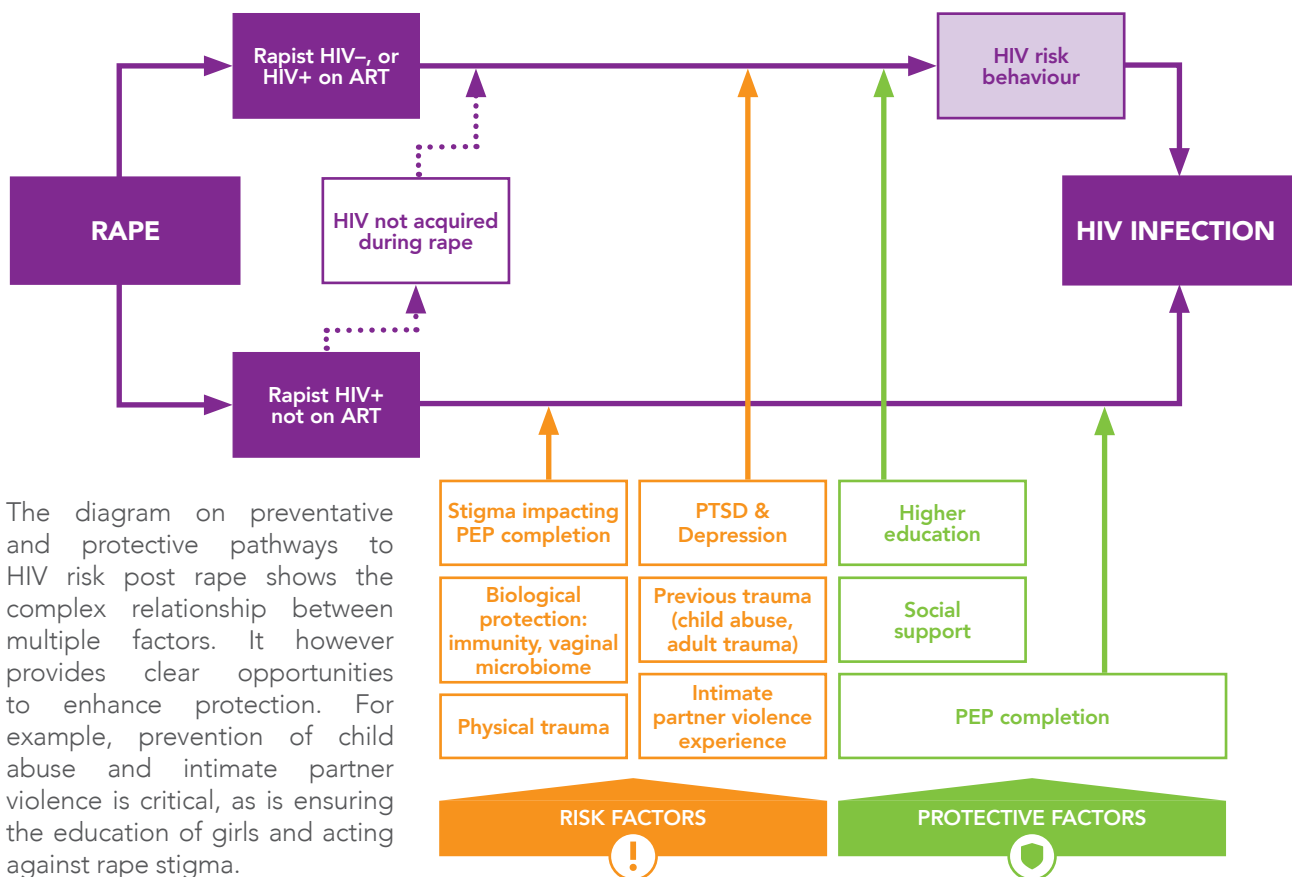 Rapist HIV–, or
HIV+ on ART
HIV risk
behaviour
RAPE
HIV not acquired
during rape
HIV INFECTION
Rapist HIV+
not on ART
The diagram on preventative
and protective pathways to
HIV risk post rape shows the
complex relationship between
multiple factors. It however
provides clear opportunities
to enhance protection. For
example, prevention of child
abuse and intimate partner
violence is critical, as is ensuring
the education of girls and acting
against rape stigma.
Stigma impacting
PEP completion
Biological
protection:
immunity, vaginal
microbiome
Physical trauma
PTSD &
Depression
Previous trauma
(child abuse,
adult trauma)
Intimate
partner violence
experience
Higher
education
Social
support
PEP completion
RISK FACTORS
!
PROTECTIVE FACTORS